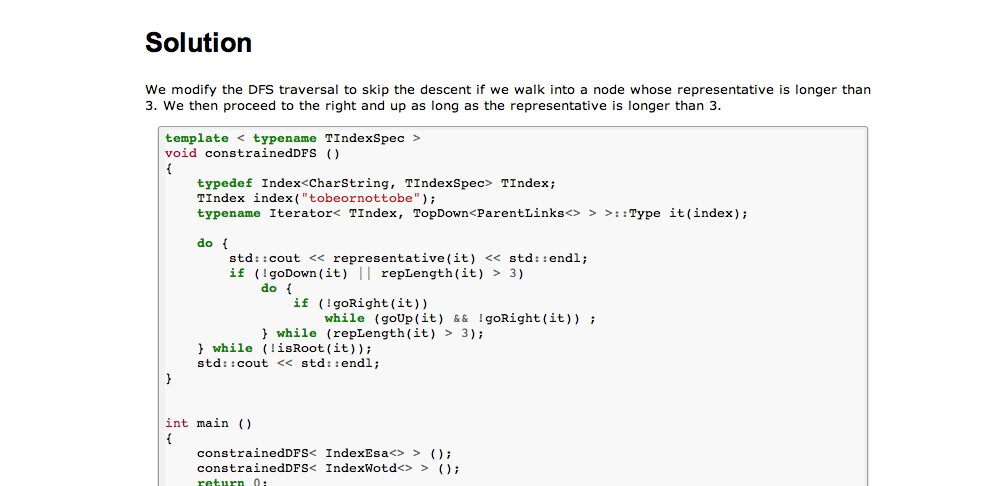 Solution
We modify the DFS traversal to skip the descent if we walk into a node whose representative is longer than
3. We then proceed to the right and up as long as the representative is longer than 3.
template < typename TIndexSpec >
void constrainedDFS ()
{
    typedef Index<CharString, TIndexSpec> TIndex;
    TIndex index("tobeornottobe");
    typename Iterator< TIndex, TopDown<ParentLinks<> > >::Type it(index);
    do {
        std::cout << representative(it) << std::endl;
        if (!goDown(it) || repLength(it) > 3)
            do {
                if (!goRight(it))
                    while (goUp(it) && !goRight(it)) ;
            } while (repLength(it) > 3);
    } while (!isRoot(it));
    std::cout << std::endl;
}
int main ()
{
    constrainedDFS< IndexEsa<> > ();
    constrainedDFS< IndexWotd<> > ();
    return 0;